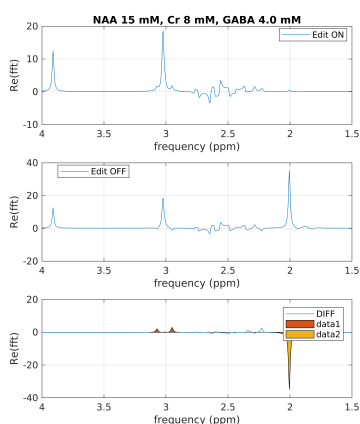 NAA 15 mM, Cr 8 mM, GABA 4.0 mM
20
10
0
-10
Re(fft)
Edit ON
4 3.5 3 2.5 2 1.5
frequency (ppm)
40
20
0
-20
Re(fft)
Edit OFF
4 3.5 3 2.5 2 1.5
frequency (ppm)
20
0
-20
-40
Re(fft)
DIFF
data1
data2
4 3.5 3 2.5 2 1.5
frequency (ppm)